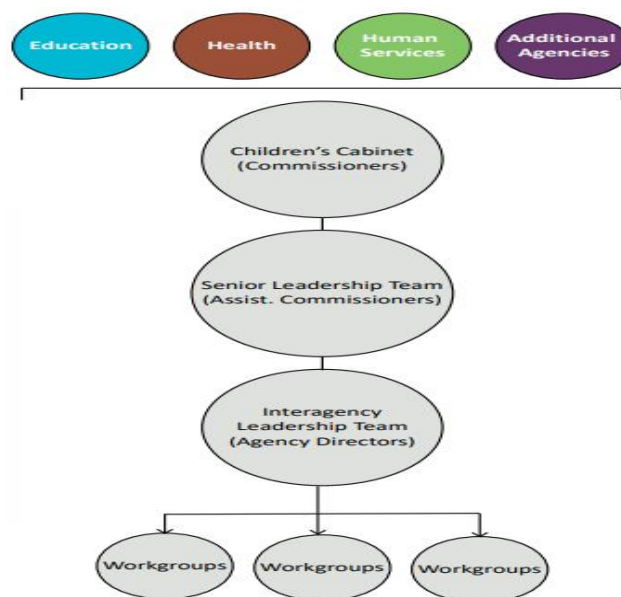 Education
Health
Human
Services
Additional
Agencies
Children's Cabinet
(Commissioners)
Senior Leadership Team
(Assist. Commissioners)
Interagency
Leadership Team
(Agency Directors)
Workgroups
Workgroups
Workgroups